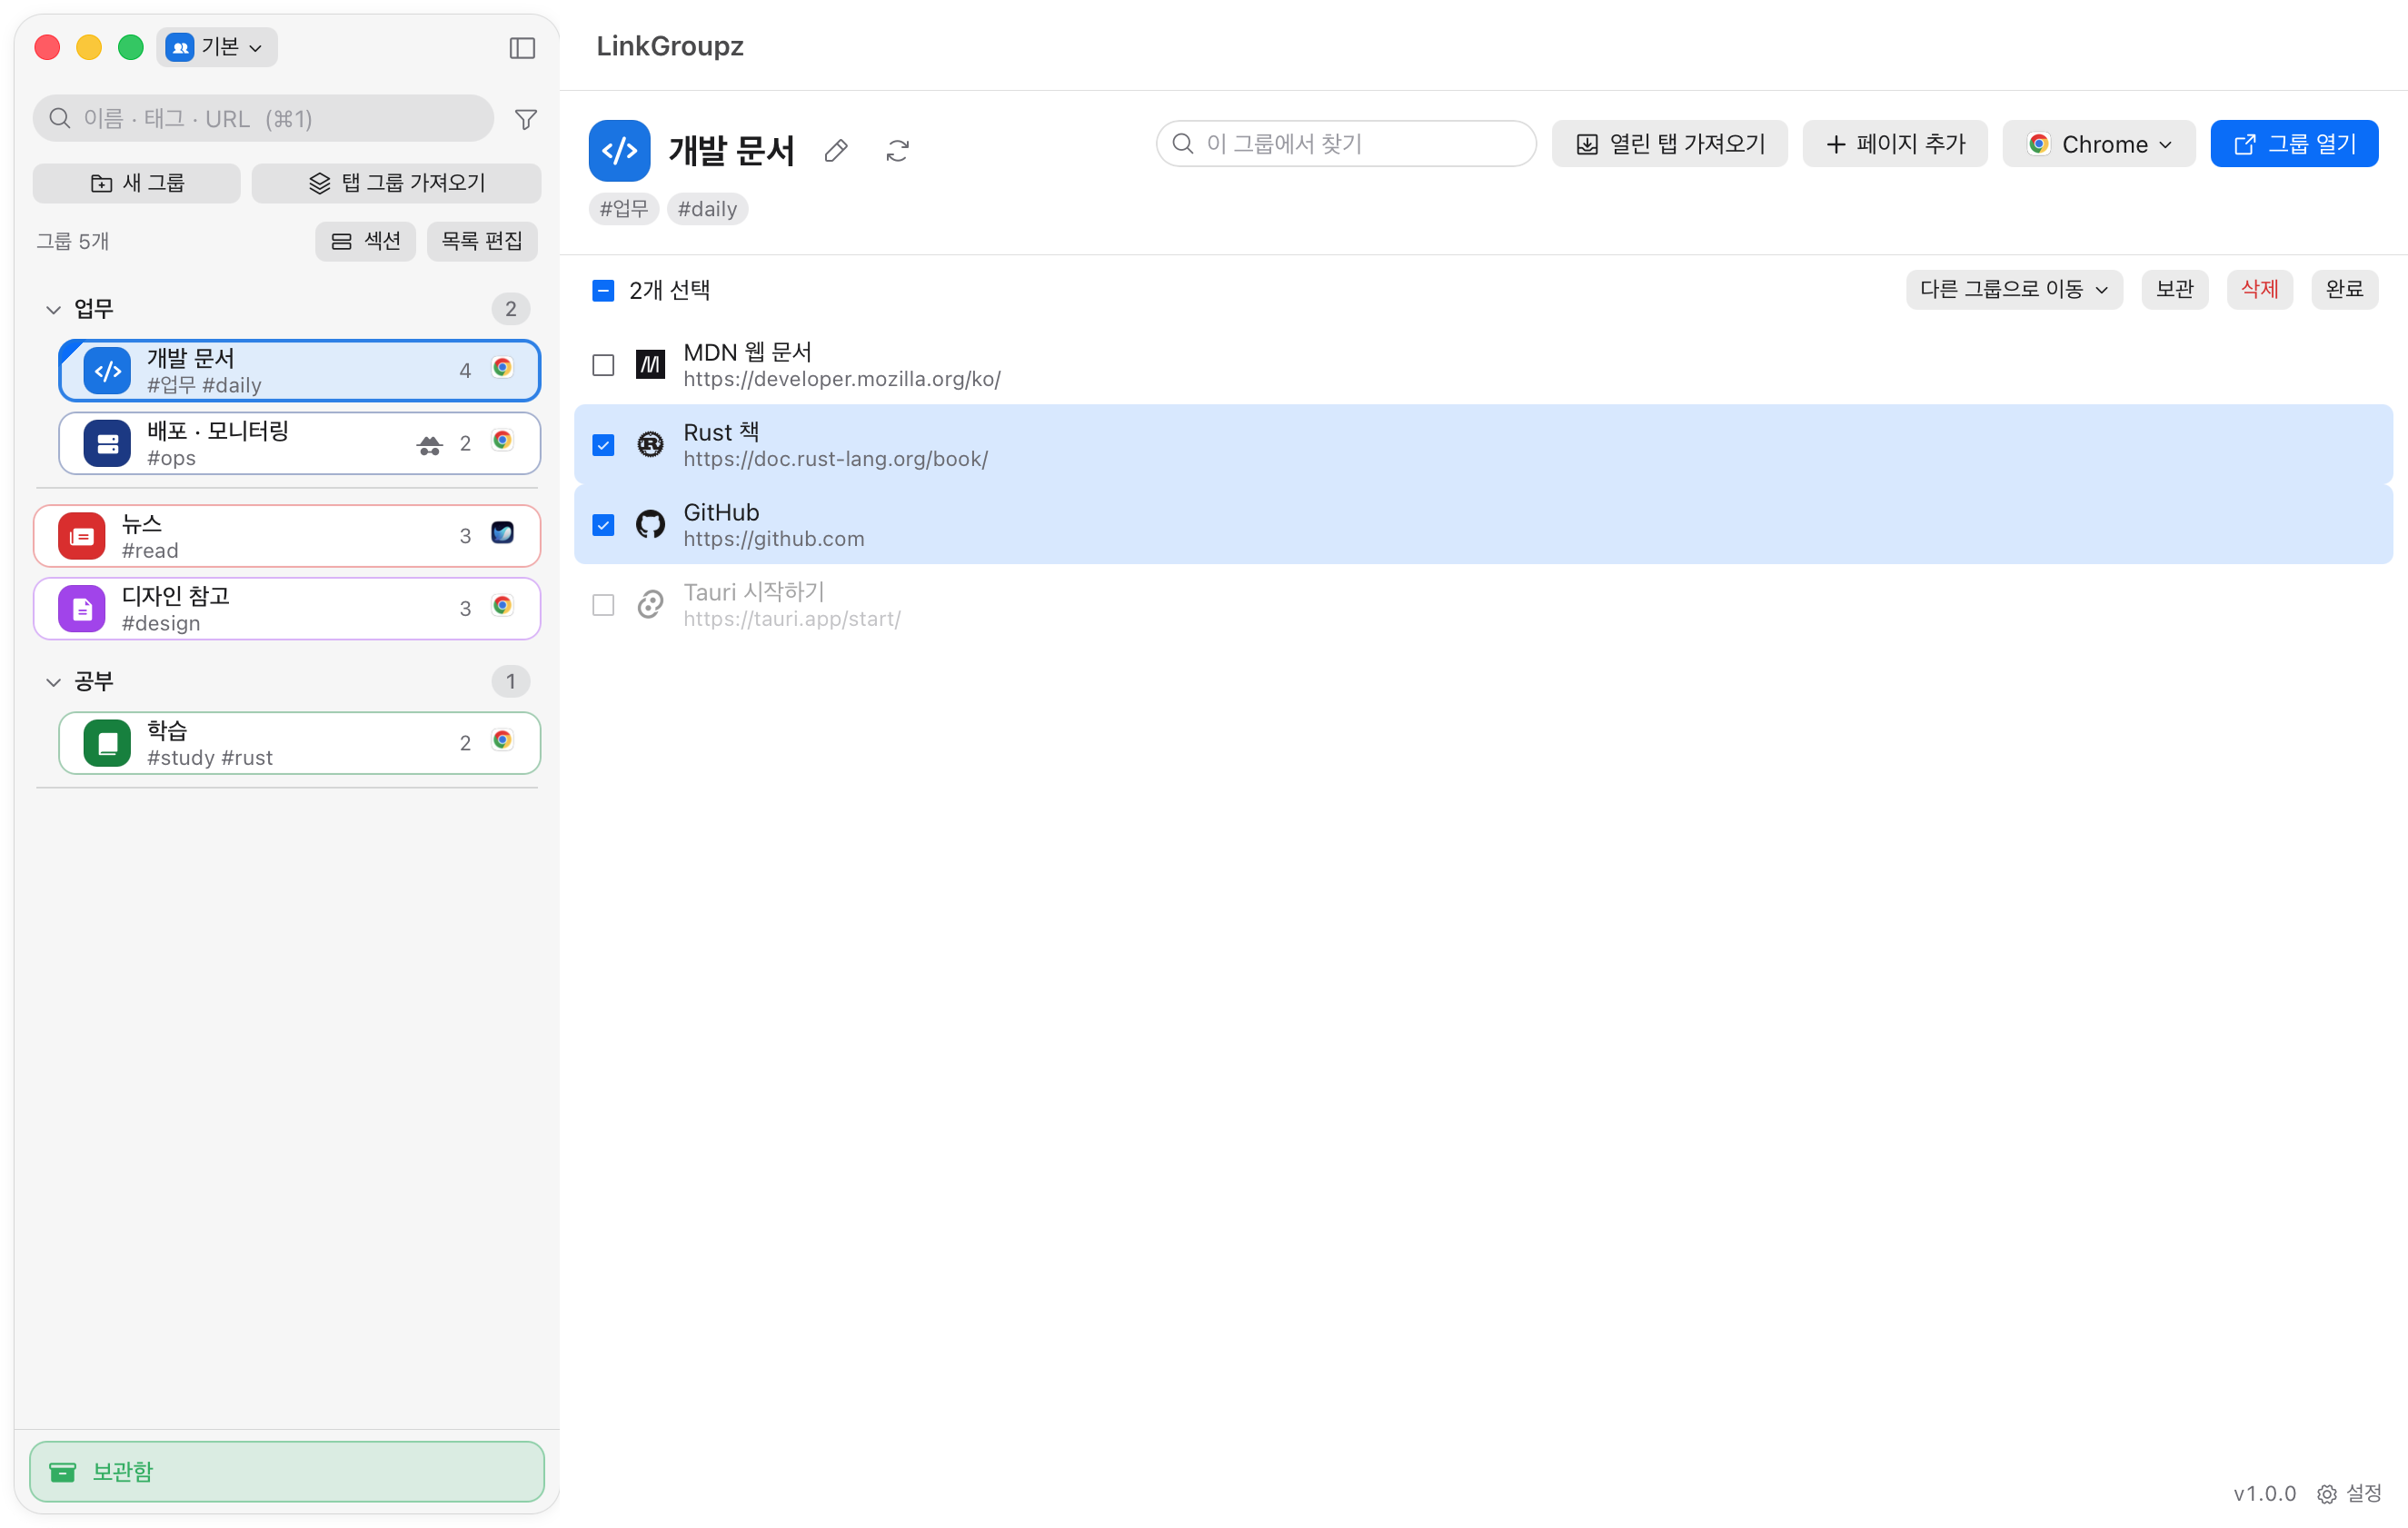 기본
이름 · 태그 · URL (⌘1)
새 그룹
탭 그룹 가져오기
그룹 5개
섹션
목록 편집
업무
2
개발 문서
#업무 #daily
4
배포 · 모니터링
#ops
2
뉴스
#read
3
디자인 참고
#design
3
공부
1
학습
#study #rust
2
보관함
LinkGroupz
개발 문서
이 그룹에서 찾기
열린 탭 가져오기
페이지 추가
Chrome
그룹 열기
#업무
#daily
2개 선택
다른 그룹으로 이동
보관
삭제
완료
MDN 웹 문서
https://developer.mozilla.org/ko/
Rust 책
https://doc.rust-lang.org/book/
GitHub
https://github.com
Tauri 시작하기
https://tauri.app/start/
v1.0.0
설정